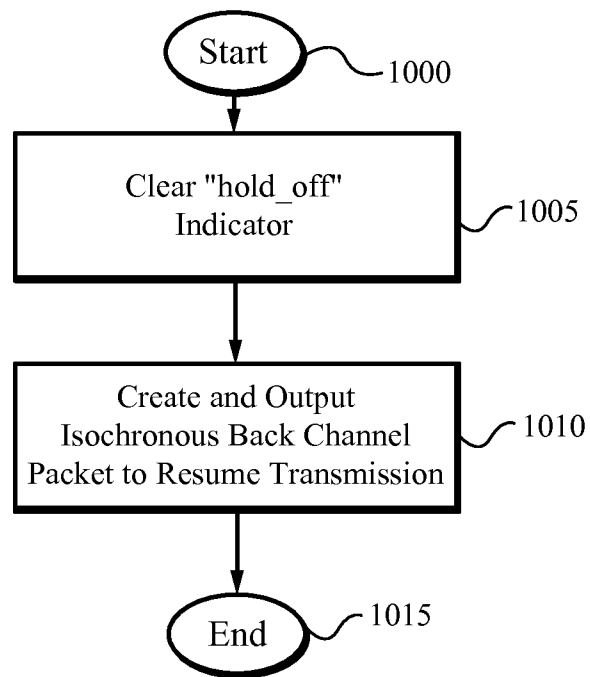 Start
1000
Clear "hold_off"
Indicator
1005
Create and Output
Isochronous Back Channel
Packet to Resume Transmission
1010
End
1015